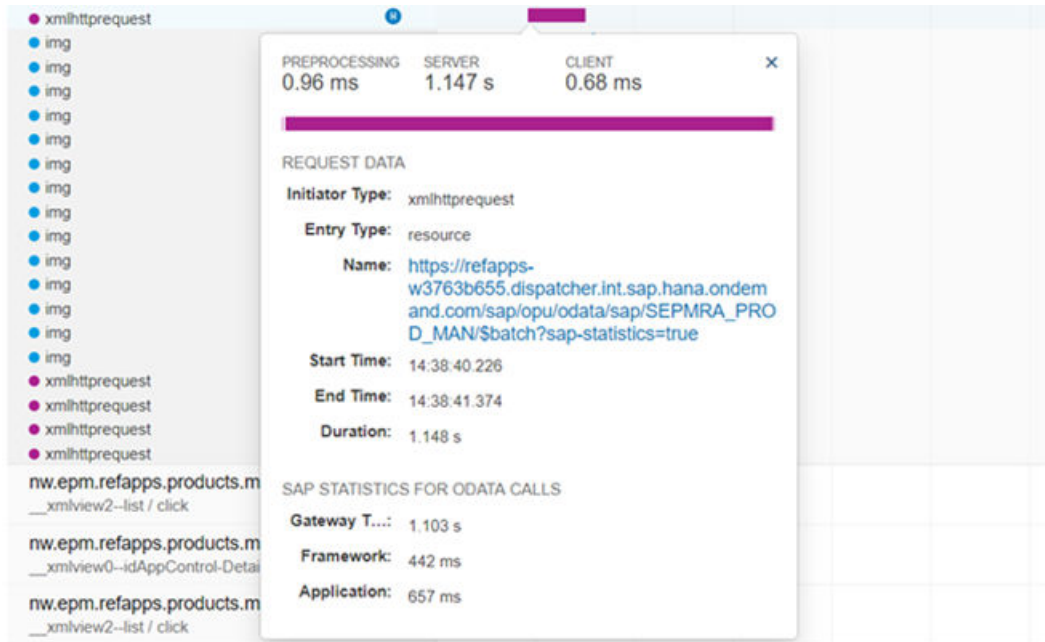 xmlhttprequest
N
img
img
img
img
img
img
img
img
img
img
img
img
img
img
xmlhttprequest
xmlhttprequest
xmlhttprequest
xmlhttprequest
nw.epm.refapps.products.m
__xmlview2--list / click
nw.epm.refapps.products.m
__xmlview0--idAppControl-Detai
nw.epm.refapps.products.m
__xmlview2--list / click
PREPROCESSING SERVER CLIENT
0.96 ms 1.147 s 0.68 ms
REQUEST DATA
Initiator Type: xmlhttprequest
Entry Type: resource
Name: https://refapps-
w3763b655.dispatcher.int.sap.hana.ondem
and.com/sap/opu/odata/sap/SEPMRA_PRO
D_MAN/$batch?sap-statistics=true
Start Time: 14:38:40.226
End Time: 14:38:41.374
Duration: 1.148 s
SAP STATISTICS FOR ODATA CALLS
Gateway T...: 1.103 s
Framework: 442 ms
Application: 657 ms